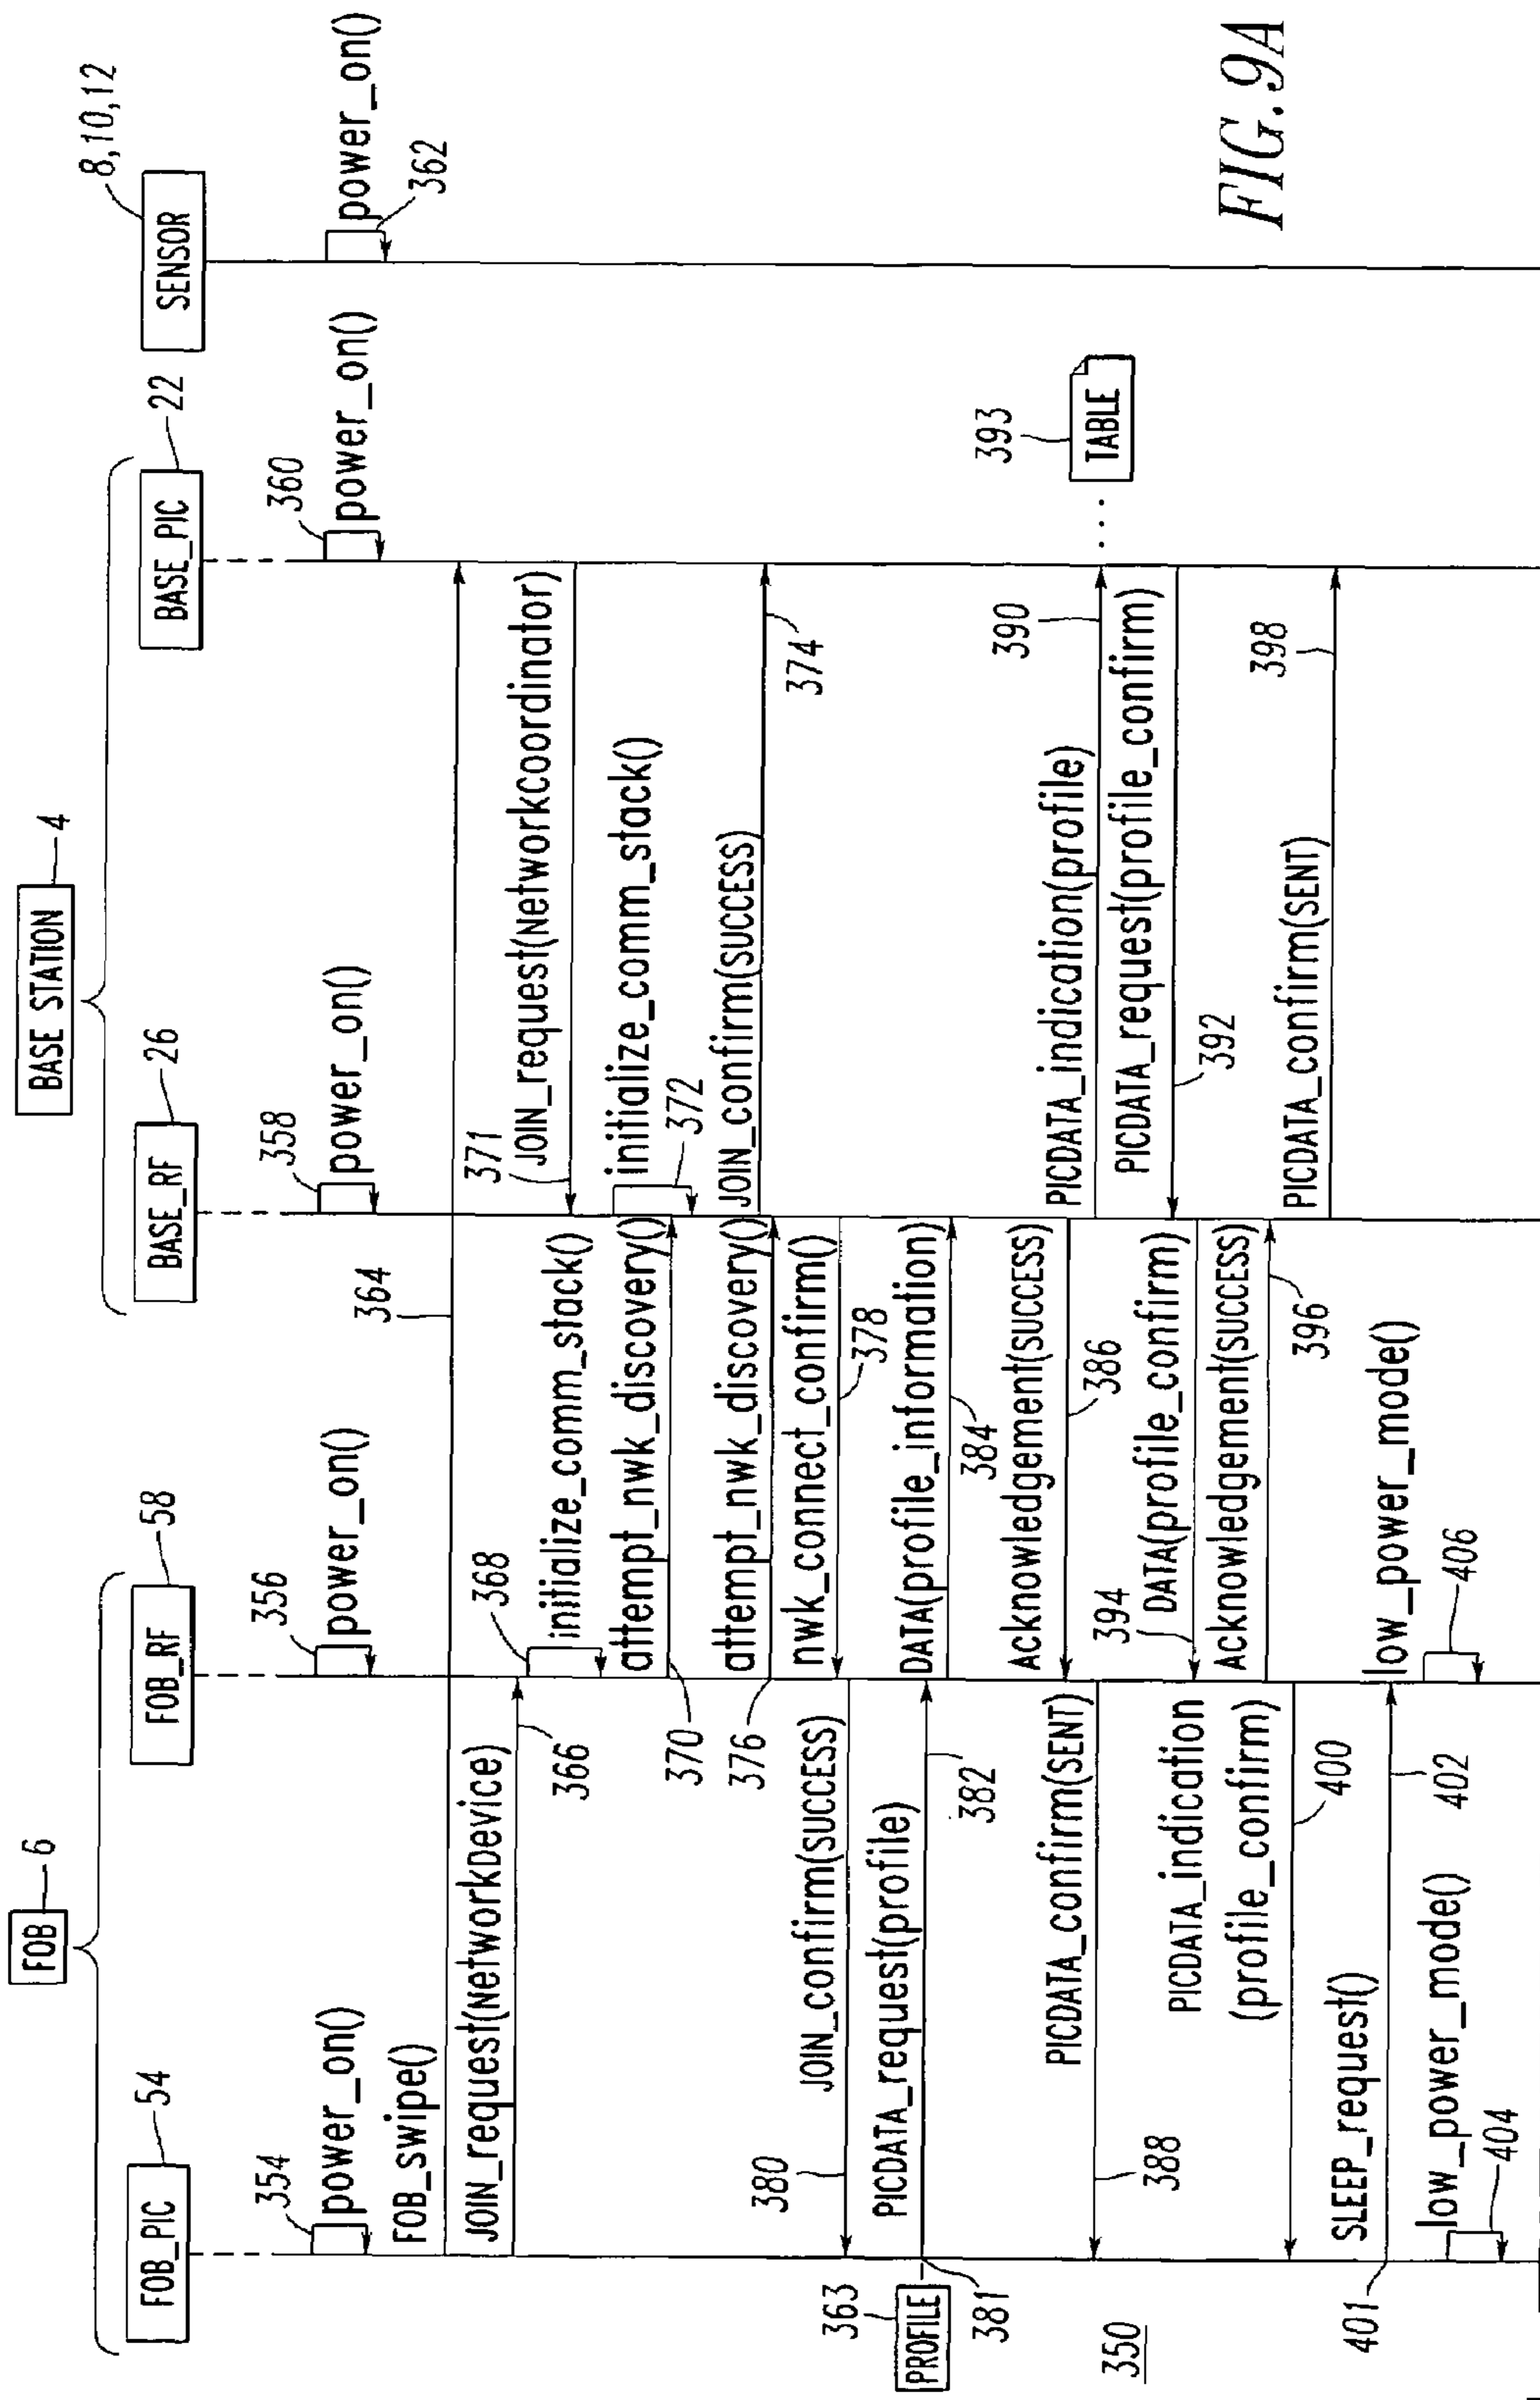 FOB 6
BASE STATION 4
FOB_PIC 54
FOB_RF 58
BASE_RF 26
BASE_PIC 22
SENSOR 8,10,12
354 power_on()
356 power_on()
358 power_on()
360 power_on()
power_on() 362
FOB_swipe()
364
JOIN_request(NetworkDevice)
366
368
initialize_comm_stack()
371
JOIN_request(NetworkCoordinator)
attempt_nwk_discovery()
370
initialize_comm_stack()
372
attempt_nwk_discovery()
376
JOIN_confirm(SUCCESS)
374
nwk_connect_confirm()
378
JOIN_confirm(SUCCESS)
380
363
PROFILE
381
PICDATA_request(profile)
382
DATA(profile_information)
384
Acknowledgement(SUCCESS)
386
PICDATA_confirm(SENT)
388
PICDATA_indication(profile)
390
393
TABLE
...
PICDATA_request(profile_confirm)
392
394
DATA(profile_confirm)
Acknowledgement(SUCCESS)
396
PICDATA_confirm(SENT)
398
PICDATA_indication
(profile_confirm)
400
SLEEP_request()
401
402
low_power_mode()
404
low_power_mode()
406
350
FIG. 9A